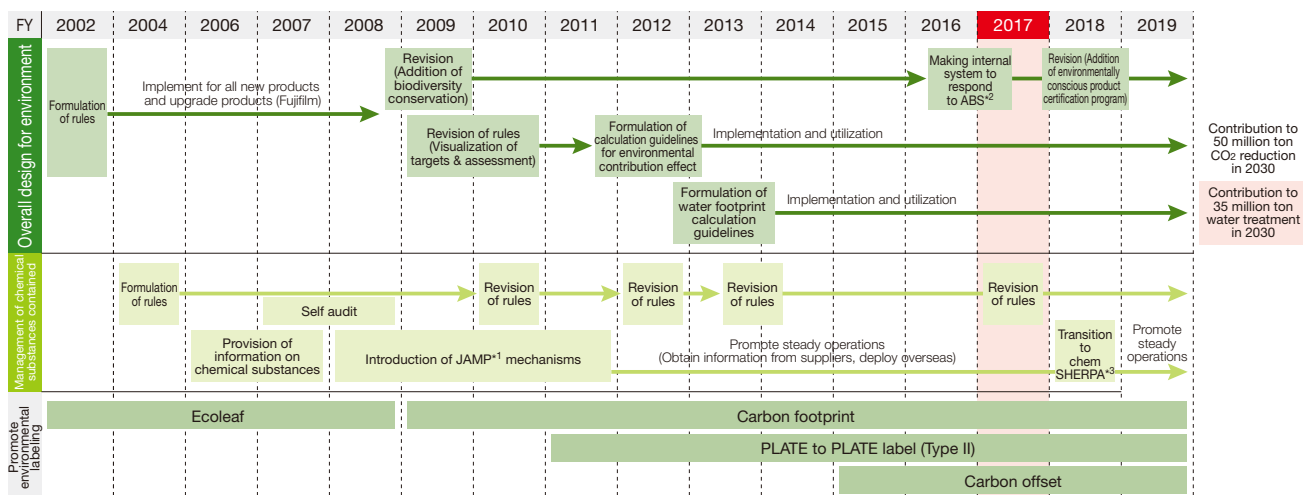 FY 2002 2004 2006 2007 2008 2009 2010 2011 2012 2013 2014 2015 2016 2017 2018 2019
Overall design for environment
Formulation
of rules
Implement for all new products
and upgrade products (Fujifilm)
Revision
(Addition of
biodiversity
conservation)
Making internal
system to
respond
to ABS*2
Revision (Addition
of environmentally
conscious product
certification program)
Revision of rules
(Visualization of
targets & assessment)
Formulation of
calculation guidelines
for environmental
contribution effect
Implementation and utilization
Contribution to
50 million ton
CO2 reduction
in 2030
Formulation of
water footprint
calculation
guidelines
Implementation and utilization
Contribution to
35 million ton
water treatment
in 2030
Management of chemical
substances contained
Formulation
of rules
Self audit
Revision
of rules
Revision
of rules
Revision
of rules
Revision
of rules
Provision of
information on
chemical substances
Introduction of JAMP*1 mechanisms
Promote steady operations
(Obtain information from suppliers, deploy overseas)
Transition
to
chem
SHERPA*3
Promote
steady
operations
Promote
environmental
labeling
Ecoleaf
Carbon footprint
PLATE to PLATE label (Type II)
Carbon offset